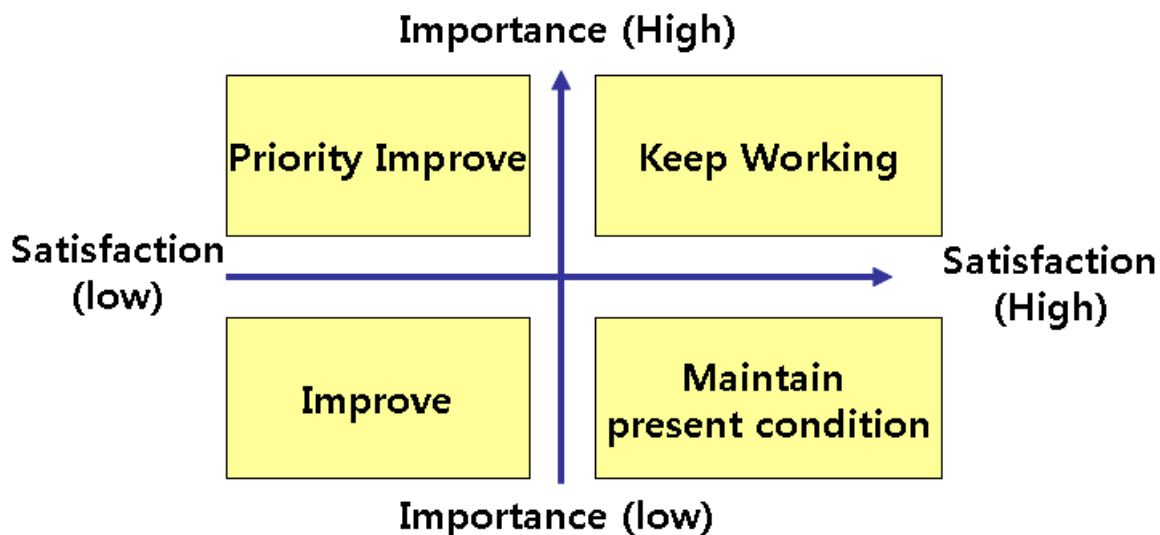 Importance (High)
Priority Improve
Keep Working
Satisfaction
(low)
Satisfaction
(High)
Improve
Maintain
present condition
Importance (low)